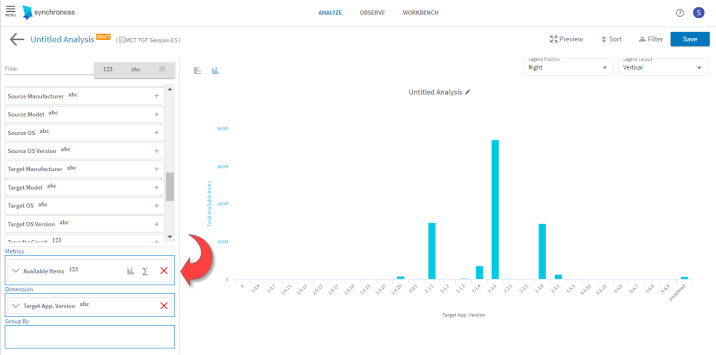 MENU synchronoss ANALYZE OBSERVE WORKBENCH ? S
Untitled Analysis DRAFT ( MCT TGT Session ES ) Preview Sort Filter Save
Filter 123 abc
Legend Position
Right
Legend Layout
Vertical
Source Manufacturer abc +
Source Model abc +
Source OS abc +
Source OS Version abc +
Target Manufacturer abc +
Target Model abc +
Target OS abc +
Target OS Version abc +
Transfer Count 123
Metrics
Available Items 123 Σ
Dimension
Target App. Version abc
Group By
Untitled Analysis
Total Available Items
800M
600M
400M
200M
0
Undefined
Target App. Version